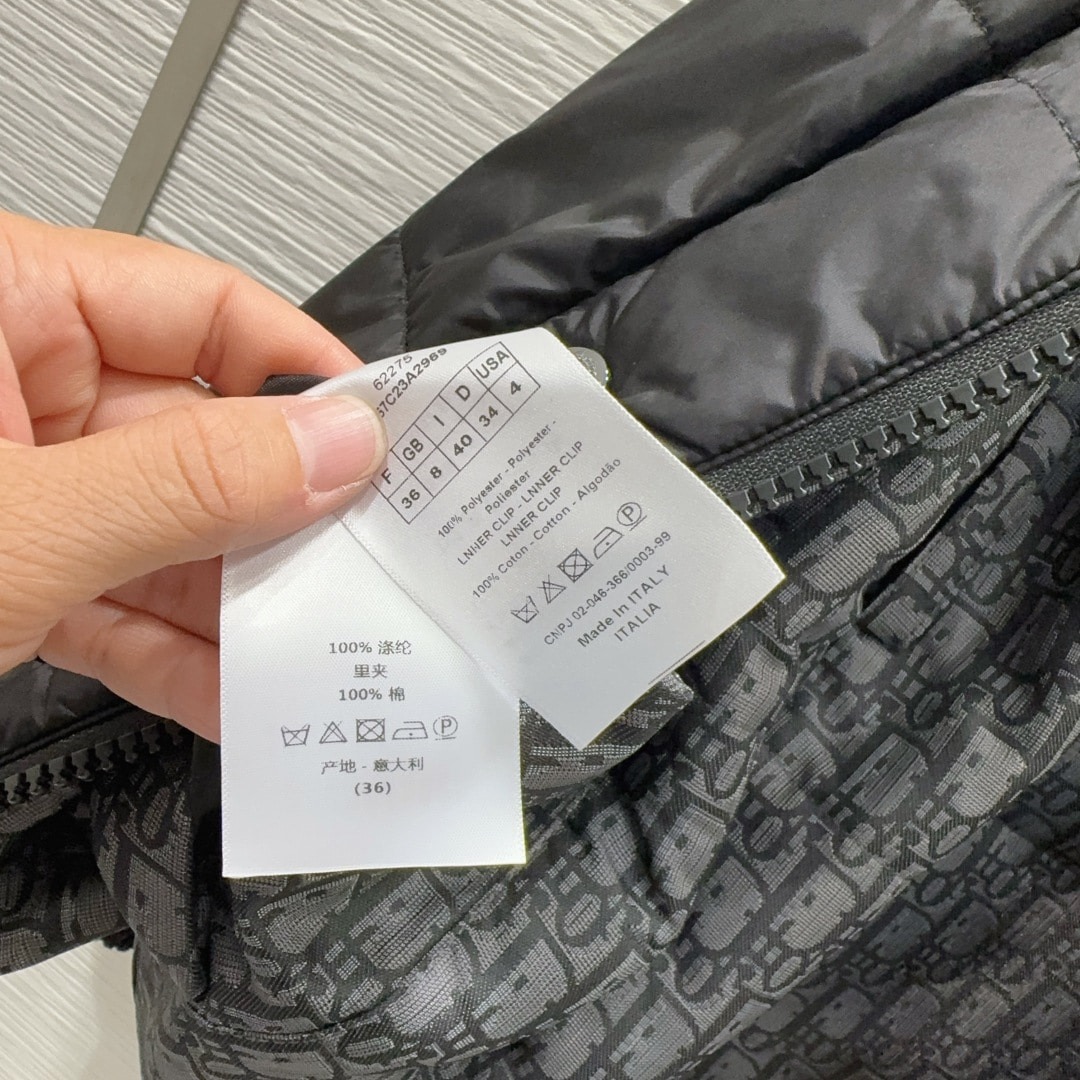 62275
57C23A2969
F GB I D USA
36 8 40 34 4
100% Polyester - Polyester -
Poliester
LNNER CLIP - LNNER CLIP
LNNER CLIP
100% Coton - Cotton - Algodão
P
CNPJ 02-046-366/0003-99
Made In ITALY
ITALIA
100% 涤纶
里夹
100% 棉
P
产地 - 意大利
(36)